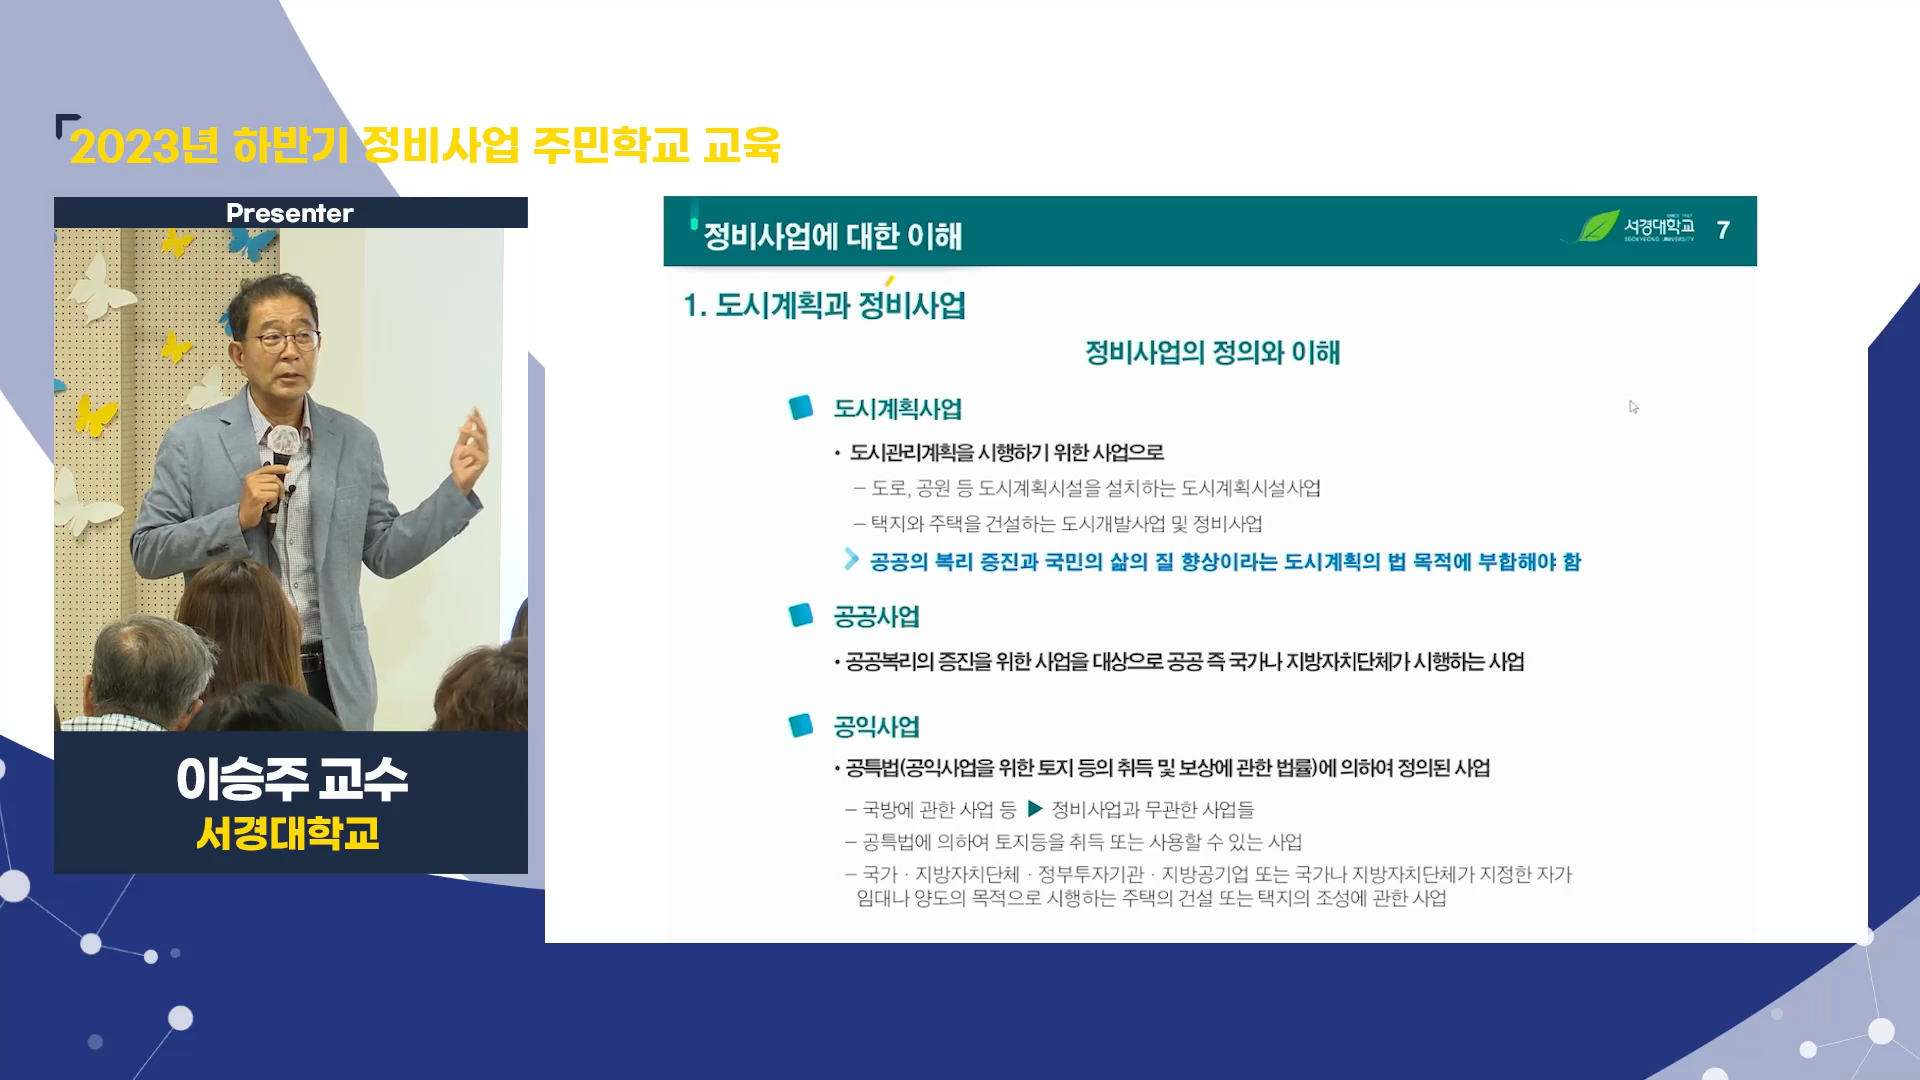 2023년 하반기 정비사업 주민학교 교육
Presenter
이승주 교수
서경대학교
정비사업에 대한 이해
SINCE 1947
서경대학교
SEOKYEONG UNIVERSITY
7
1. 도시계획과 정비사업
정비사업의 정의와 이해
도시계획사업
• 도시관리계획을 시행하기 위한 사업으로
– 도로, 공원 등 도시계획시설을 설치하는 도시계획시설사업
– 택지와 주택을 건설하는 도시개발사업 및 정비사업
공공의 복리 증진과 국민의 삶의 질 향상이라는 도시계획의 법 목적에 부합해야 함
공공사업
• 공공복리의 증진을 위한 사업을 대상으로 공공 즉 국가나 지방자치단체가 시행하는 사업
공익사업
• 공특법(공익사업을 위한 토지 등의 취득 및 보상에 관한 법률)에 의하여 정의된 사업
– 국방에 관한 사업 등 ▶ 정비사업과 무관한 사업들
– 공특법에 의하여 토지등을 취득 또는 사용할 수 있는 사업
– 국가 · 지방자치단체 · 정부투자기관 · 지방공기업 또는 국가나 지방자치단체가 지정한 자가
임대나 양도의 목적으로 시행하는 주택의 건설 또는 택지의 조성에 관한 사업